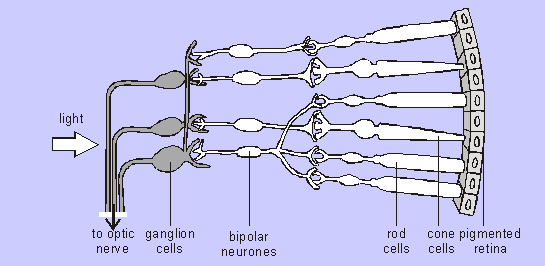 light
to optic
nerve
ganglion
cells
bipolar
neurones
rod
cells
cone
cells
pigmented
retina